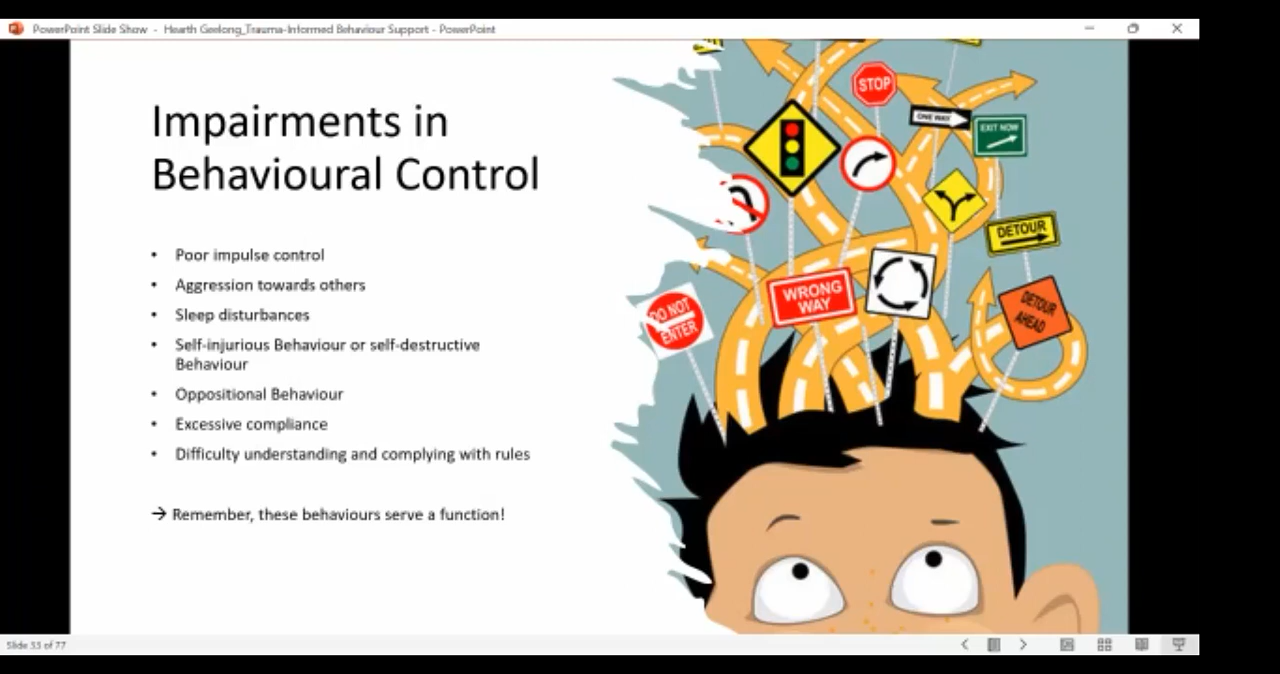 PowerPoint Slide Show - Hearth Geelong_Trauma-Informed Behaviour Support - PowerPoint
Impairments in
Behavioural Control
• Poor impulse control
• Aggression towards others
• Sleep disturbances
• Self-injurious Behaviour or self-destructive
Behaviour
• Oppositional Behaviour
• Excessive compliance
• Difficulty understanding and complying with rules
→ Remember, these behaviours serve a function!
STOP
ONE WAY
EXIT NOW
DETOUR
WRONG
WAY
DO NOT
ENTER
DETOUR
AHEAD
Slide 33 of 77